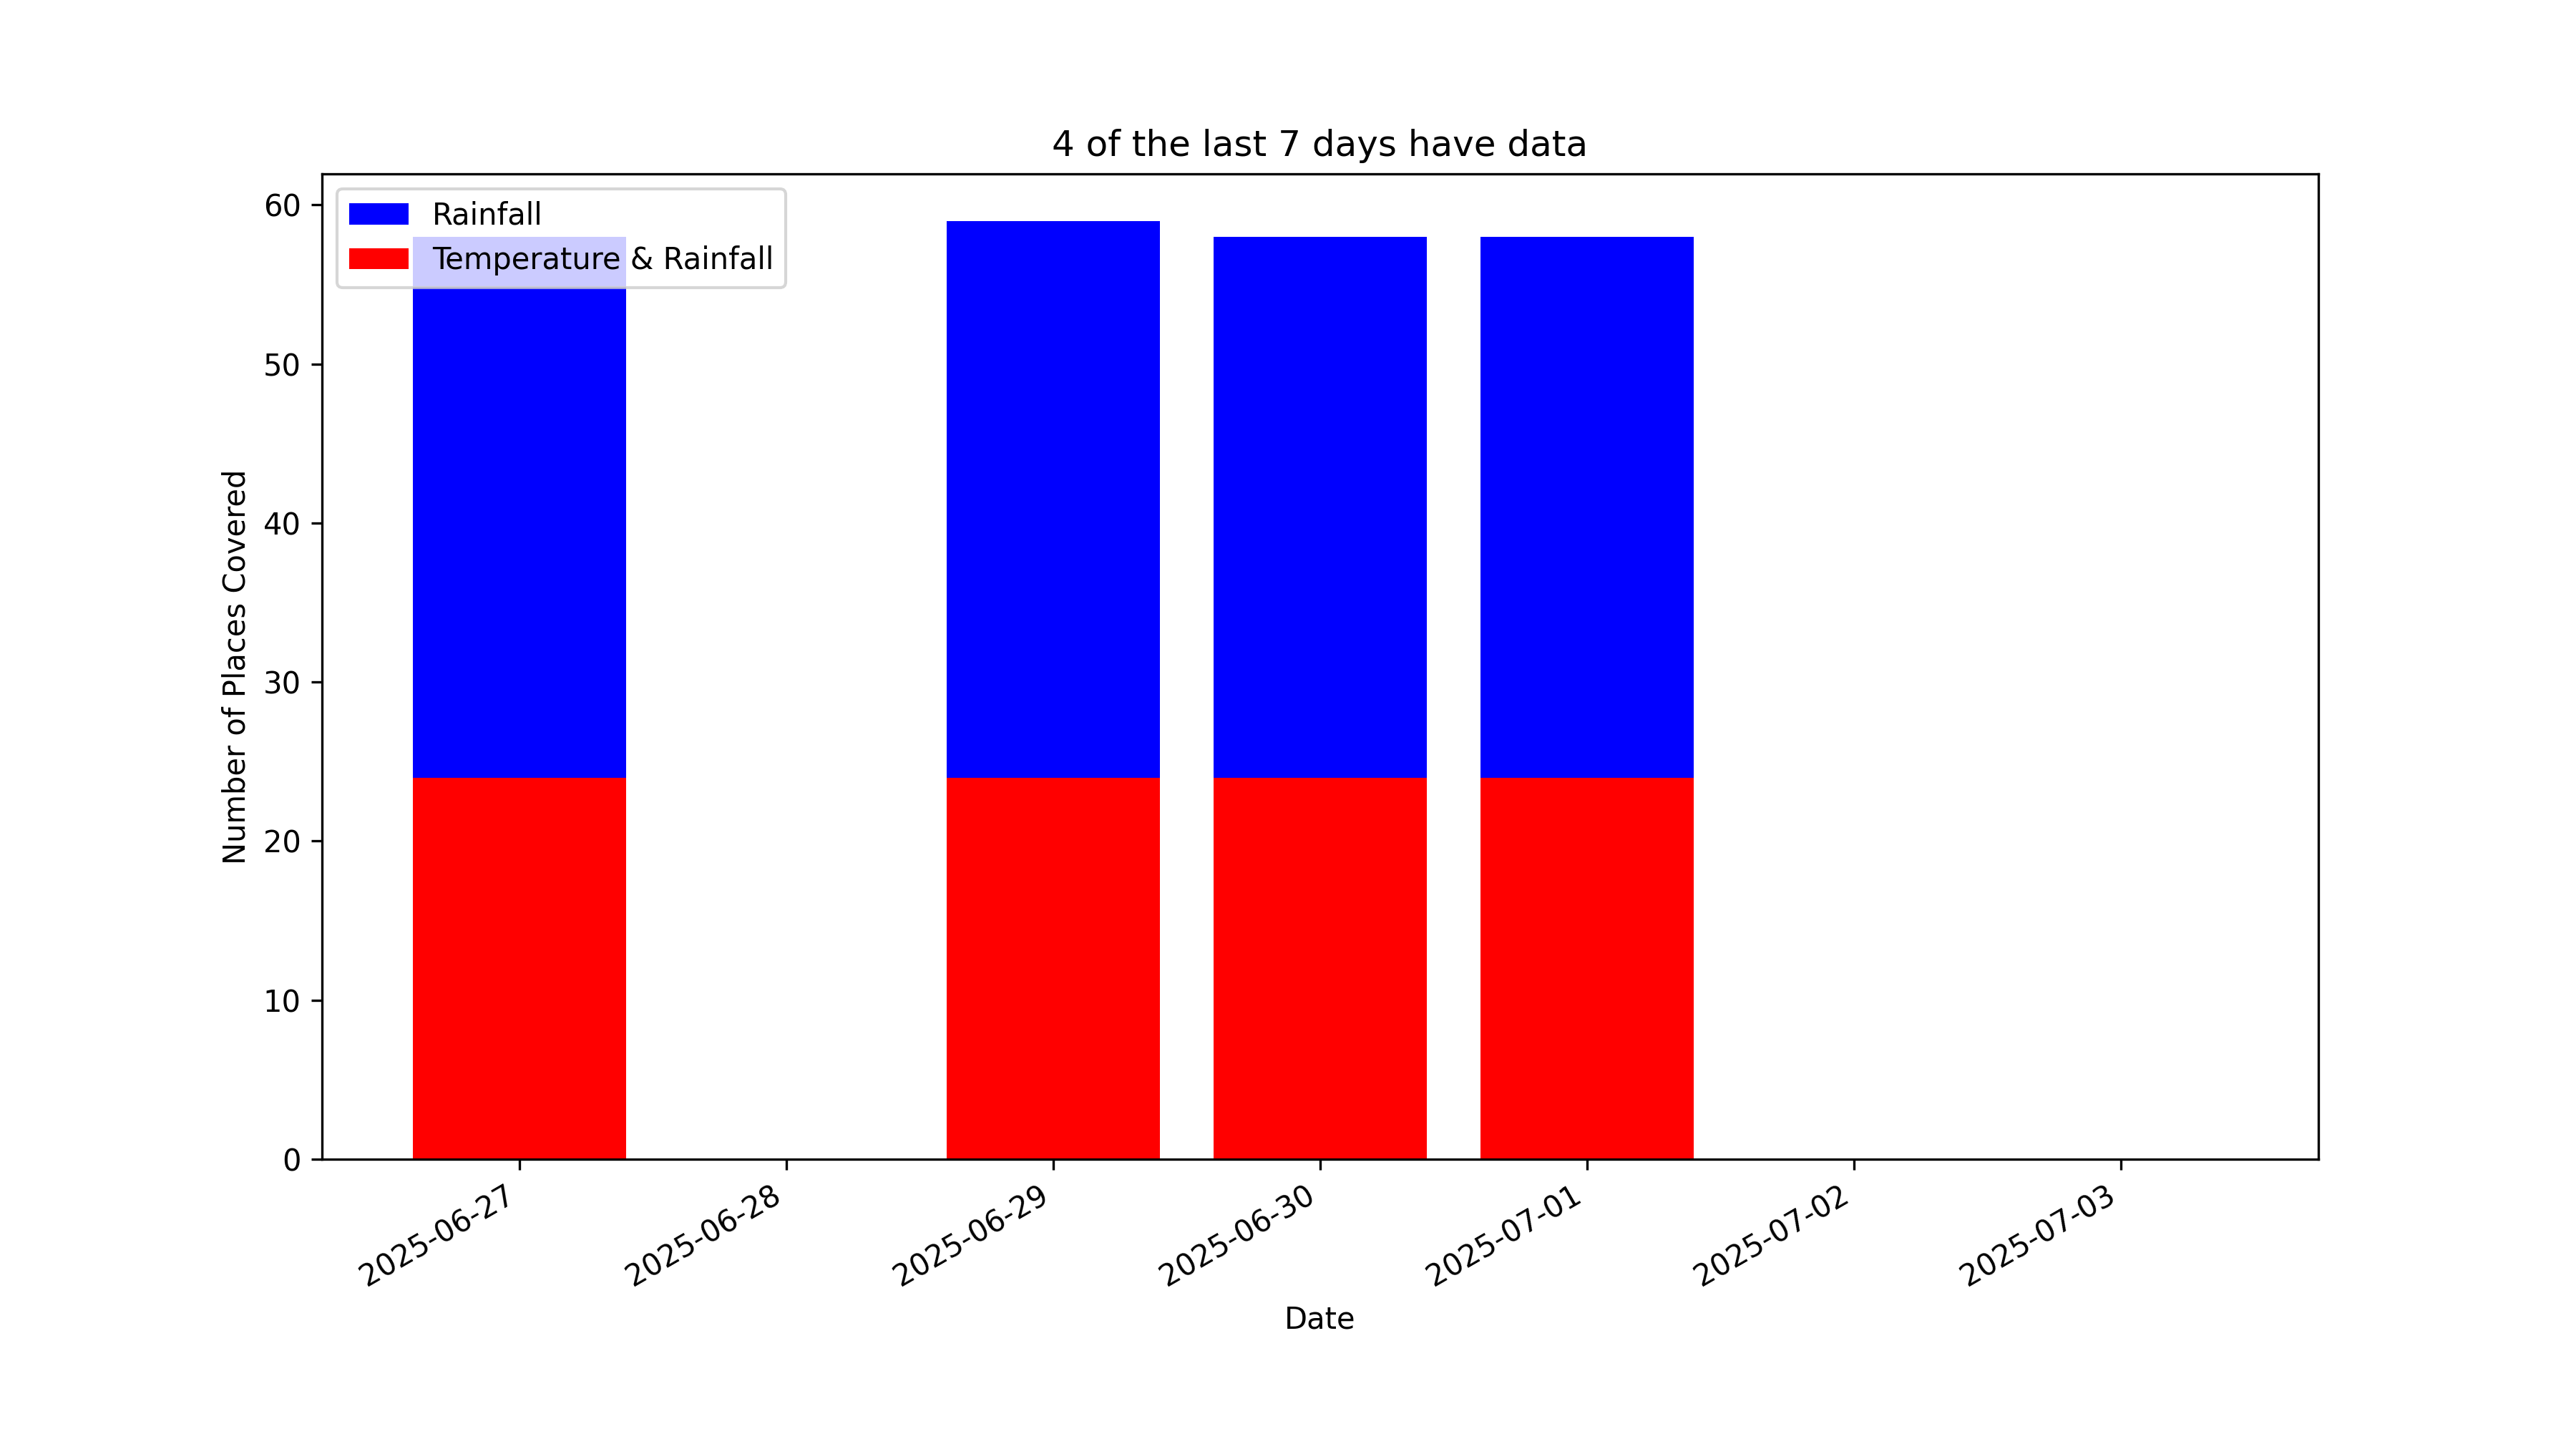 4 of the last 7 days have data
Rainfall
Temperature & Rainfall
60
50
40
30
20
10
0
Number of Places Covered
2025-06-27
2025-06-28
2025-06-29
2025-06-30
2025-07-01
2025-07-02
2025-07-03
Date